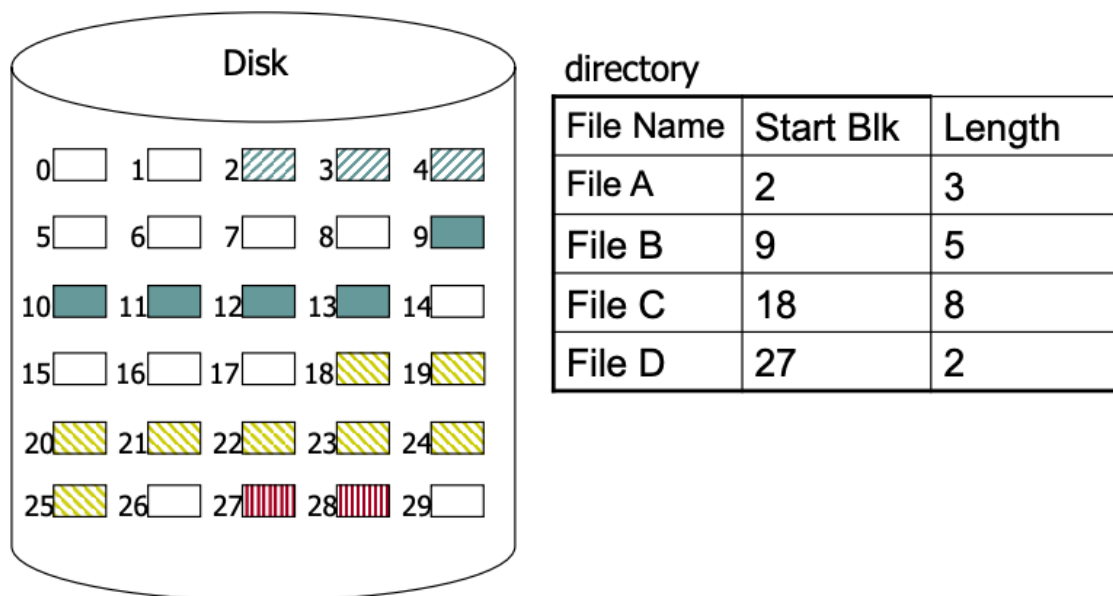 Disk
0 1 2 3 4
5 6 7 8 9
10 11 12 13 14
15 16 17 18 19
20 21 22 23 24
25 26 27 28 29
directory
File Name Start Blk Length
File A 2 3
File B 9 5
File C 18 8
File D 27 2